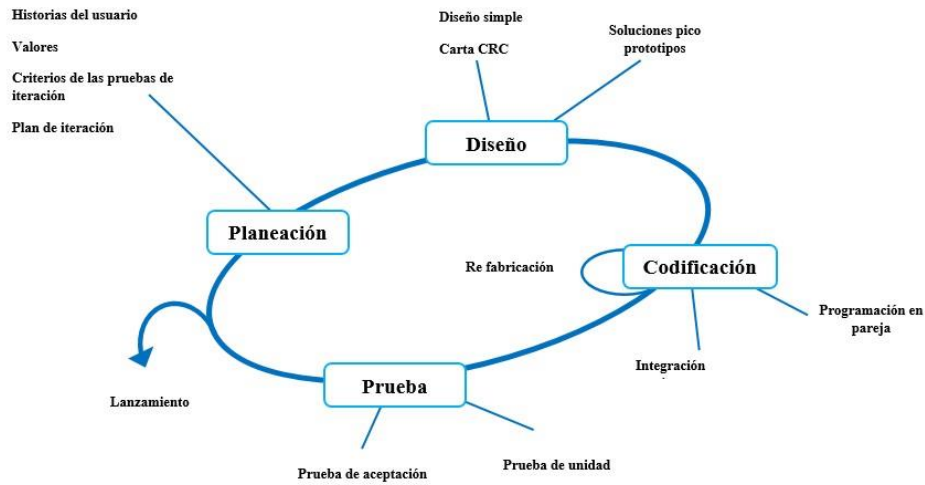 Historias del usuario
Valores
Criterios de las pruebas de
iteración
Plan de iteración
Diseño simple
Carta CRC
Soluciones pico
prototipos
Diseño
Planeación
Re fabricación
Codificación
Programación en
pareja
Integración
Prueba
Lanzamiento
Prueba de aceptación
Prueba de unidad